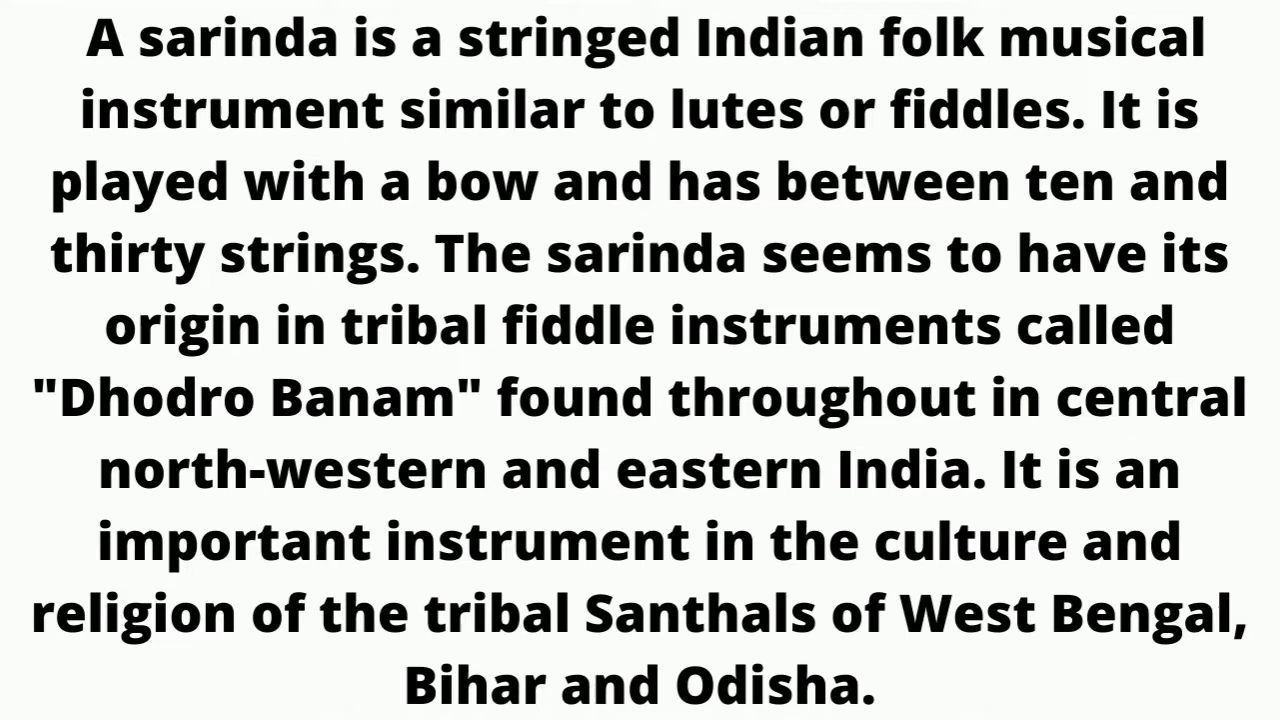 A sarinda is a stringed Indian folk musical
instrument similar to lutes or fiddles. It is
played with a bow and has between ten and
thirty strings. The sarinda seems to have its
origin in tribal fiddle instruments called
"Dhodro Banam" found throughout in central
north-western and eastern India. It is an
important instrument in the culture and
religion of the tribal Santhals of West Bengal,
Bihar and Odisha.